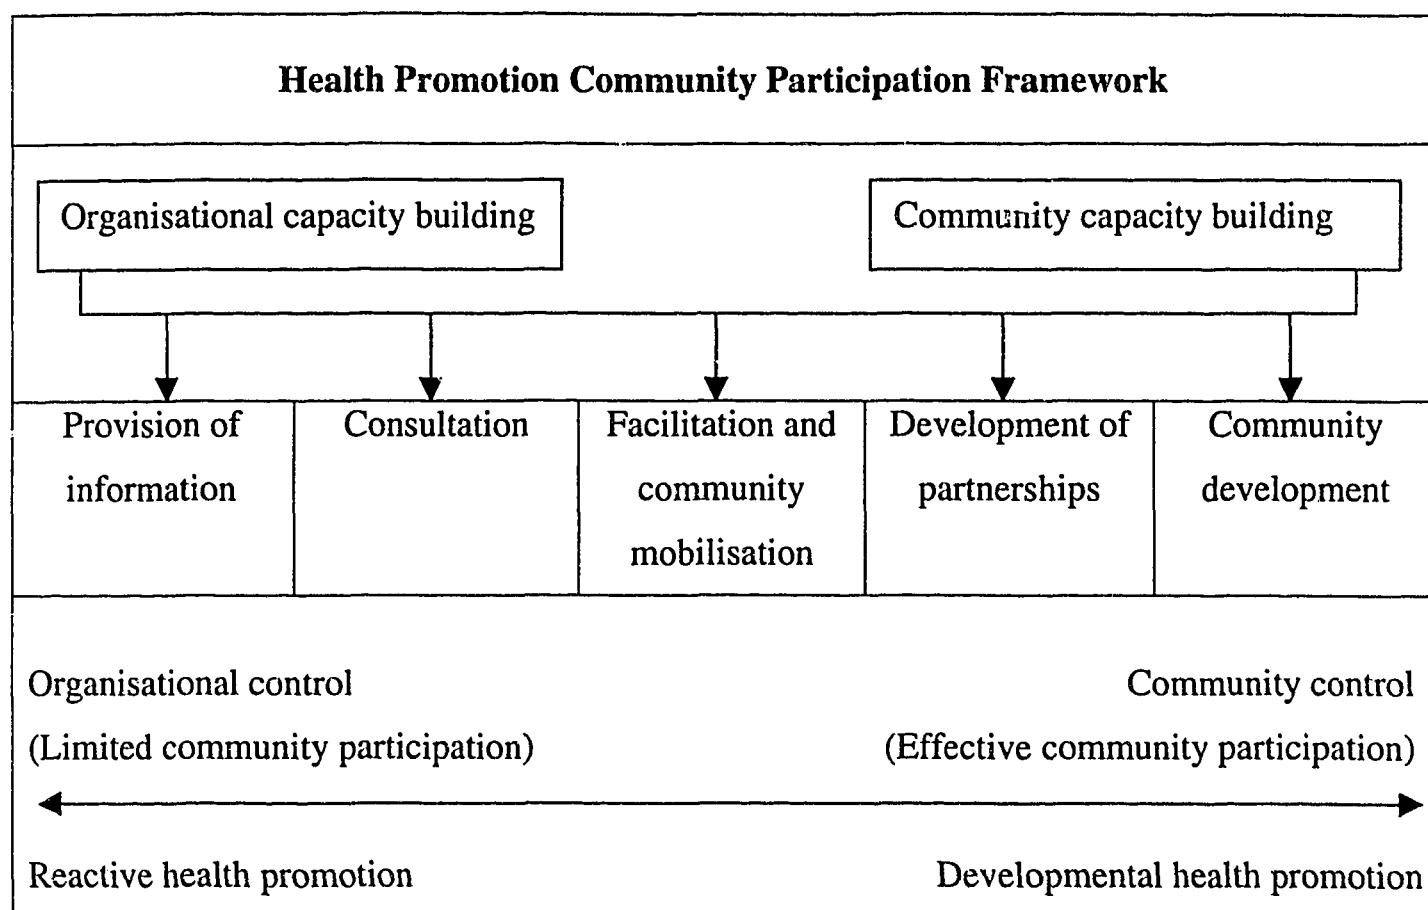 Health Promotion Community Participation Framework
Organisational capacity building
Community capacity building
Provision of
information
Consultation
Facilitation and
community
mobilisation
Development of
partnerships
Community
development
Organisational control
(Limited community participation)
Community control
(Effective community participation)
Reactive health promotion
Developmental health promotion